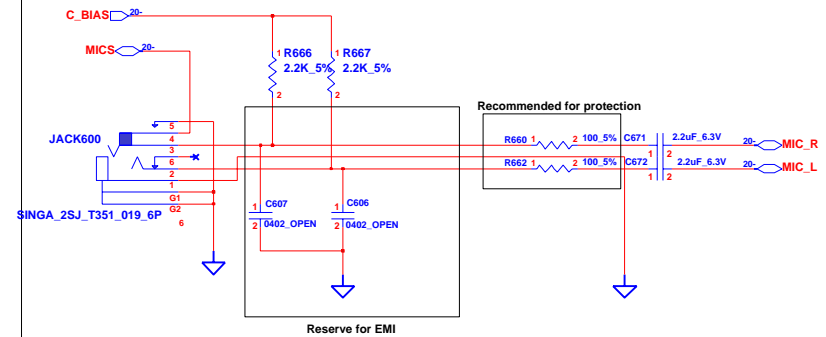 C_BIAS 20-
MICS 20-
1 R666 1 R667
2.2K_5% 2.2K_5%
2 2
Recommended for protection
JACK600
5
4
3
6
2
1
G1
G2
6
SINGA_2SJ_T351_019_6P
R660 1 2 100_5% C671 2.2uF_6.3V 20- MIC_R
1 2
R662 1 2 100_5% C672 2.2uF_6.3V 20- MIC_L
1 2
1 C607 1 C606
2 0402_OPEN 2 0402_OPEN
Reserve for EMI